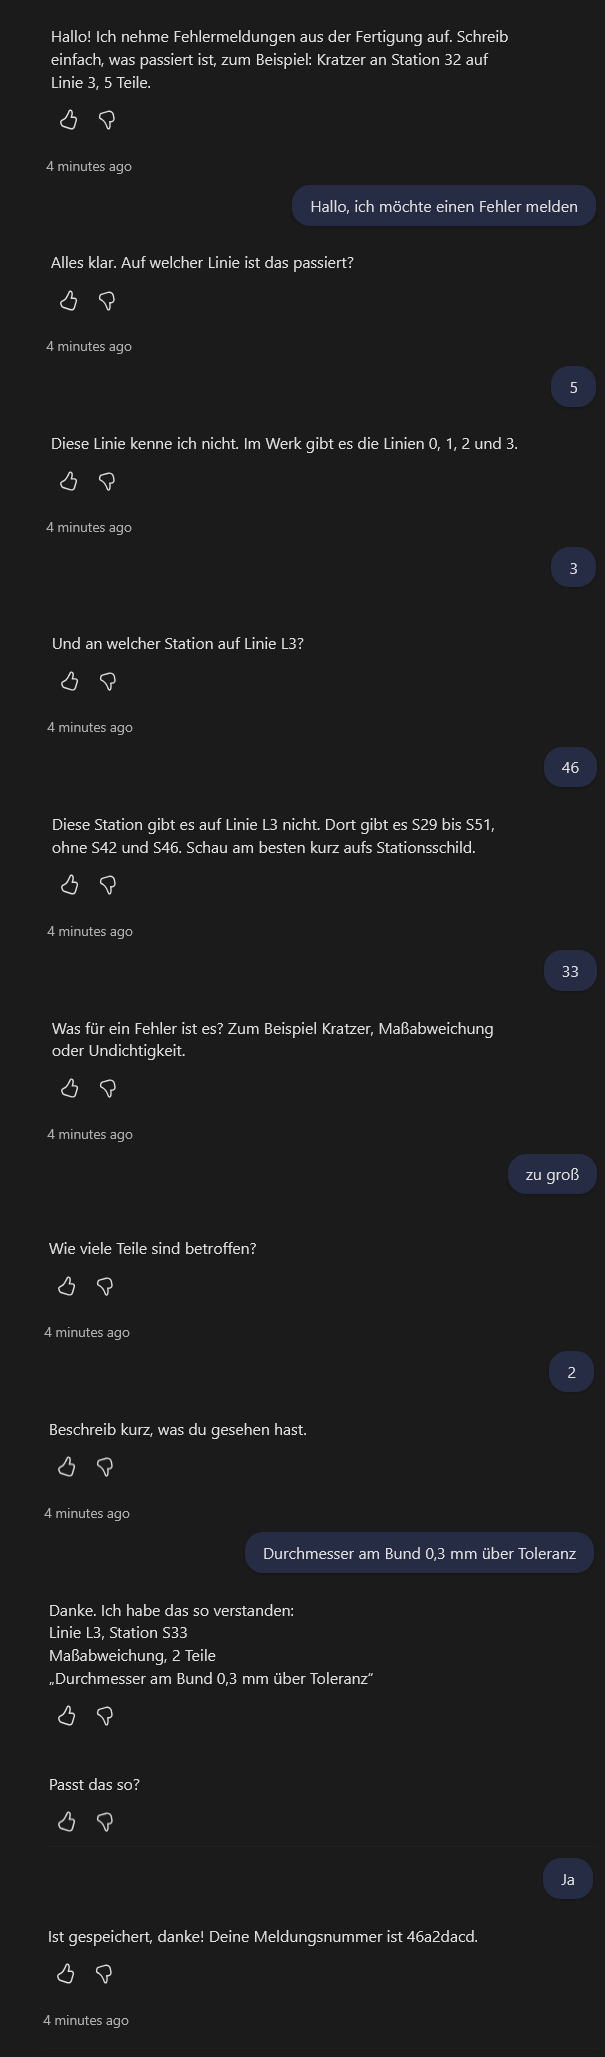 Hallo! Ich nehme Fehlermeldungen aus der Fertigung auf. Schreib
einfach, was passiert ist, zum Beispiel: Kratzer an Station 32 auf
Linie 3, 5 Teile.
4 minutes ago
Hallo, ich möchte einen Fehler melden
Alles klar. Auf welcher Linie ist das passiert?
4 minutes ago
5
Diese Linie kenne ich nicht. Im Werk gibt es die Linien 0, 1, 2 und 3.
4 minutes ago
3
Und an welcher Station auf Linie L3?
4 minutes ago
46
Diese Station gibt es auf Linie L3 nicht. Dort gibt es S29 bis S51,
ohne S42 und S46. Schau am besten kurz aufs Stationsschild.
4 minutes ago
33
Was für ein Fehler ist es? Zum Beispiel Kratzer, Maßabweichung
oder Undichtigkeit.
4 minutes ago
zu groß
Wie viele Teile sind betroffen?
4 minutes ago
2
Beschreib kurz, was du gesehen hast.
4 minutes ago
Durchmesser am Bund 0,3 mm über Toleranz
Danke. Ich habe das so verstanden:
Linie L3, Station S33
Maßabweichung, 2 Teile
„Durchmesser am Bund 0,3 mm über Toleranz“
Passt das so?
Ja
Ist gespeichert, danke! Deine Meldungsnummer ist 46a2dacd.
4 minutes ago